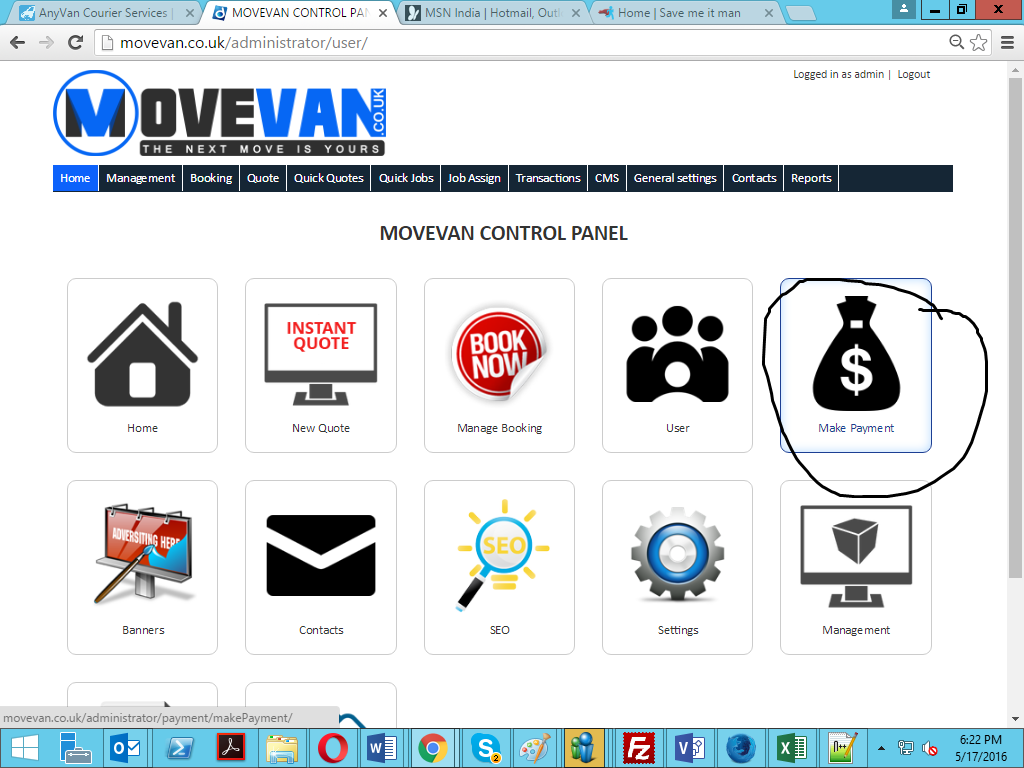 AnyVan Courier Services |
MOVEVAN CONTROL PAN
MSN India | Hotmail, Outl
Home | Save me it man
movevan.co.uk/administrator/user/
Logged in as admin | Logout
MOVEVAN.CO.UK
THE NEXT MOVE IS YOURS
Home Management Booking Quote Quick Quotes Quick Jobs Job Assign Transactions CMS General settings Contacts Reports
MOVEVAN CONTROL PANEL
INSTANT
QUOTE
BOOK
NOW
$
Home New Quote Manage Booking User Make Payment
ADVERSITING HERE
SEO
Banners Contacts SEO Settings Management
movevan.co.uk/administrator/payment/makePayment/
6:22 PM
5/17/2016